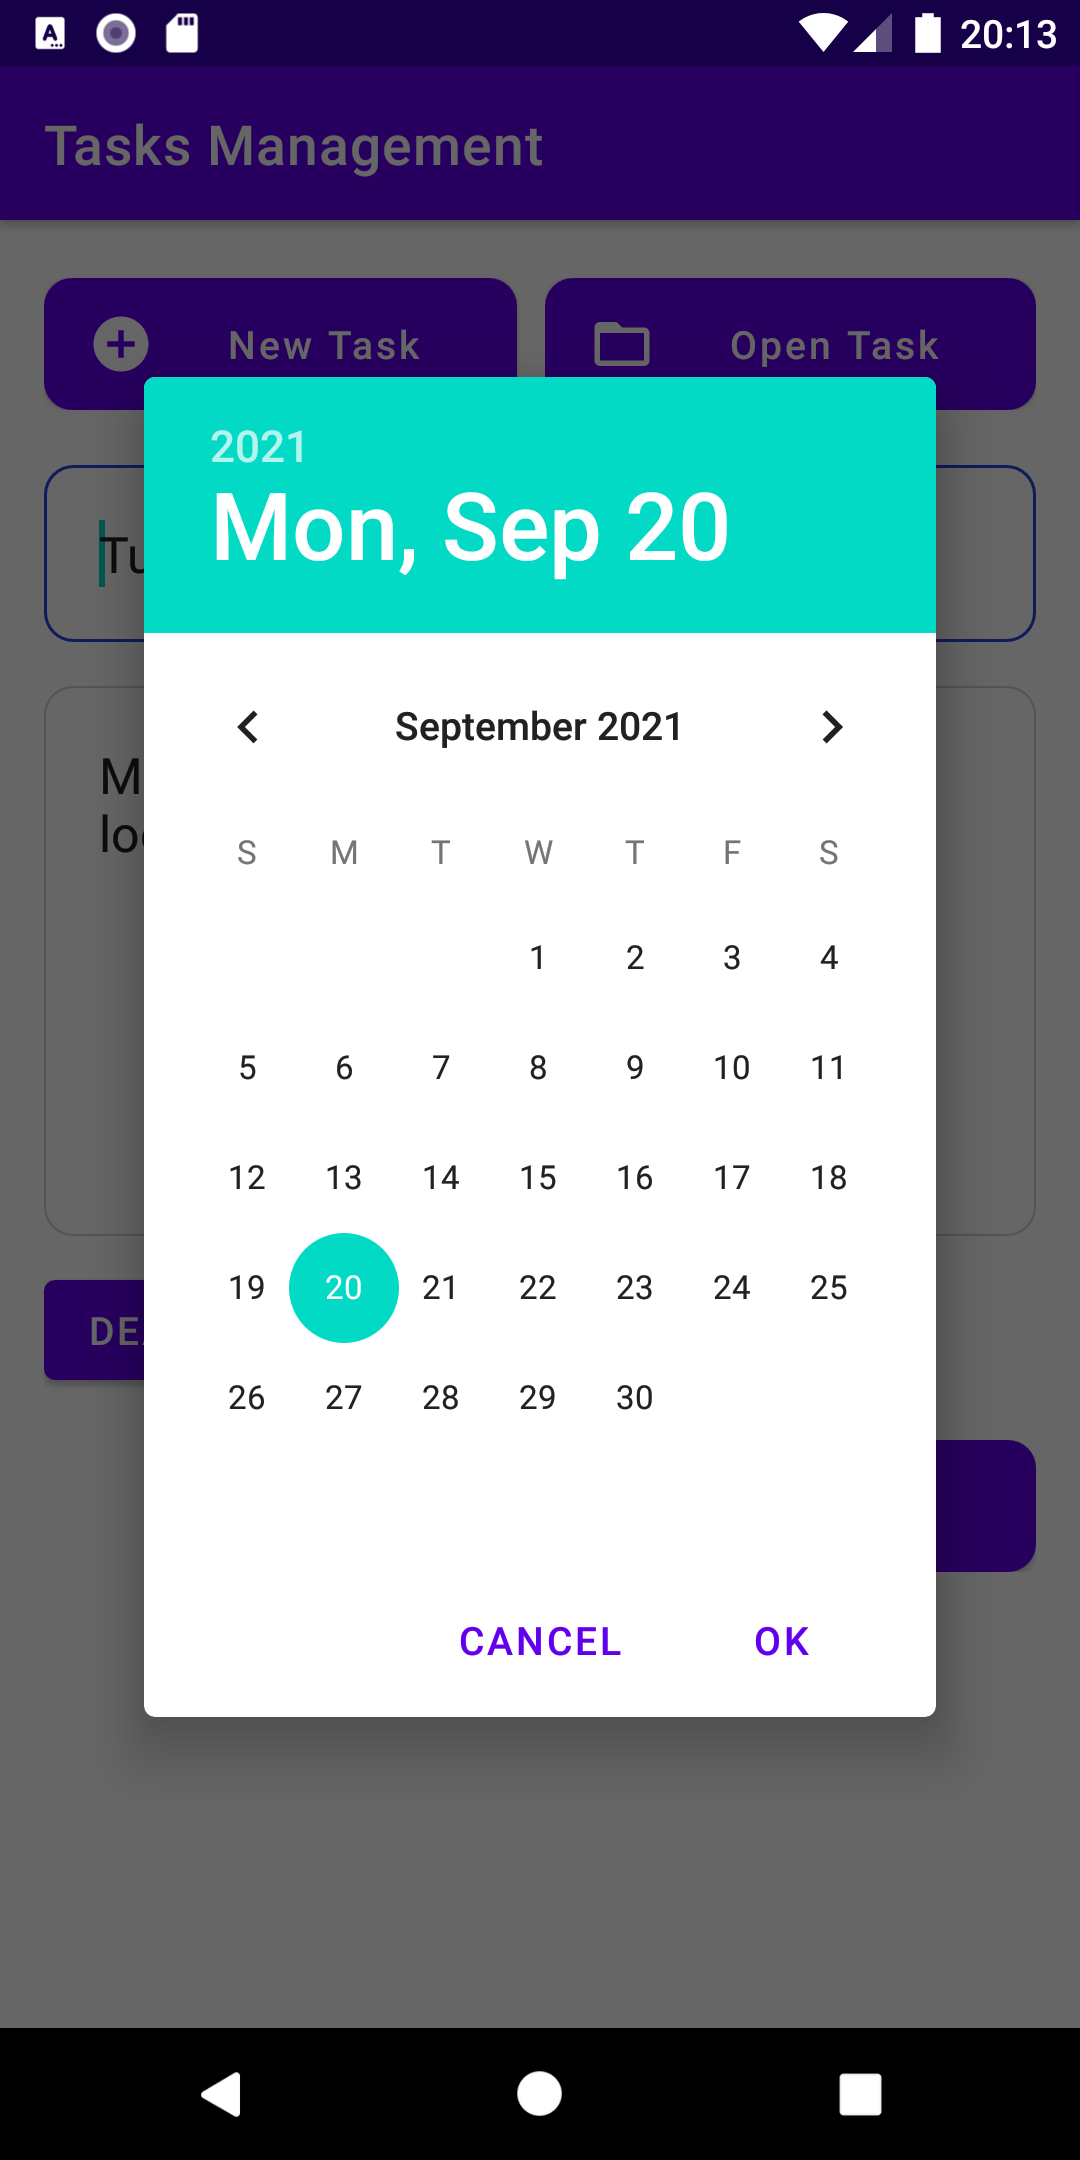 20:13
Tasks Management
New Task Open Task
2021
Mon, Sep 20
September 2021
S M T W T F S
1 2 3 4
5 6 7 8 9 10 11
12 13 14 15 16 17 18
19 20 21 22 23 24 25
26 27 28 29 30
CANCEL OK